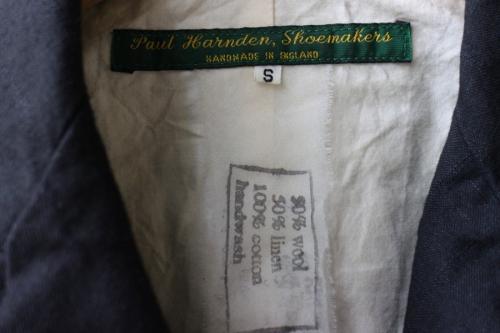 Paul Harnden, Shoemakers
HANDMADE IN ENGLAND
S
50% wool
50% linen
100% cotton
handwash